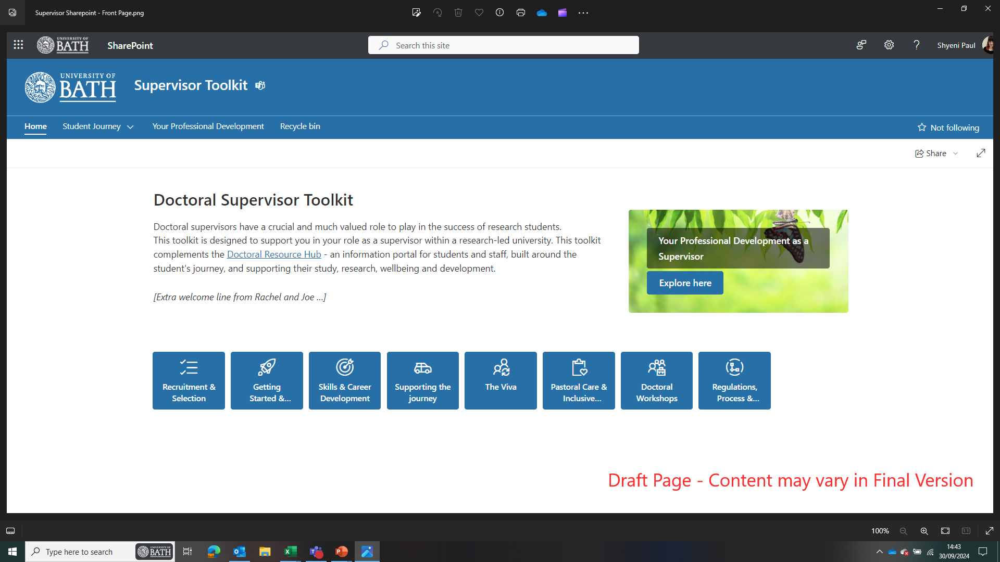 Supervisor Sharepoint - Front Page.png
UNIVERSITY OF
BATH
SharePoint
Search this site
Shyeni Paul
UNIVERSITY OF
BATH
Supervisor Toolkit
Home
Student Journey
Your Professional Development
Recycle bin
Not following
Share
Doctoral Supervisor Toolkit
Doctoral supervisors have a crucial and much valued role to play in the success of research students.
This toolkit is designed to support you in your role as a supervisor within a research-led university. This toolkit
complements the Doctoral Resource Hub - an information portal for students and staff, built around the
student's journey, and supporting their study, research, wellbeing and development.
[Extra welcome line from Rachel and Joe ...]
Your Professional Development as a
Supervisor
Explore here
Recruitment &
Selection
Getting
Started &...
Skills & Career
Development
Supporting the
journey
The Viva
Pastoral Care &
Inclusive...
Doctoral
Workshops
Regulations,
Process &...
Draft Page - Content may vary in Final Version
100%
1:1
Type here to search
UNIVERSITY OF
BATH
14:43
30/09/2024